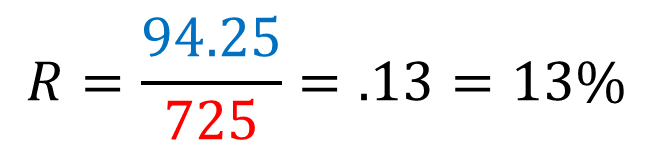 R = 94.25 / 725 = .13 = 13%